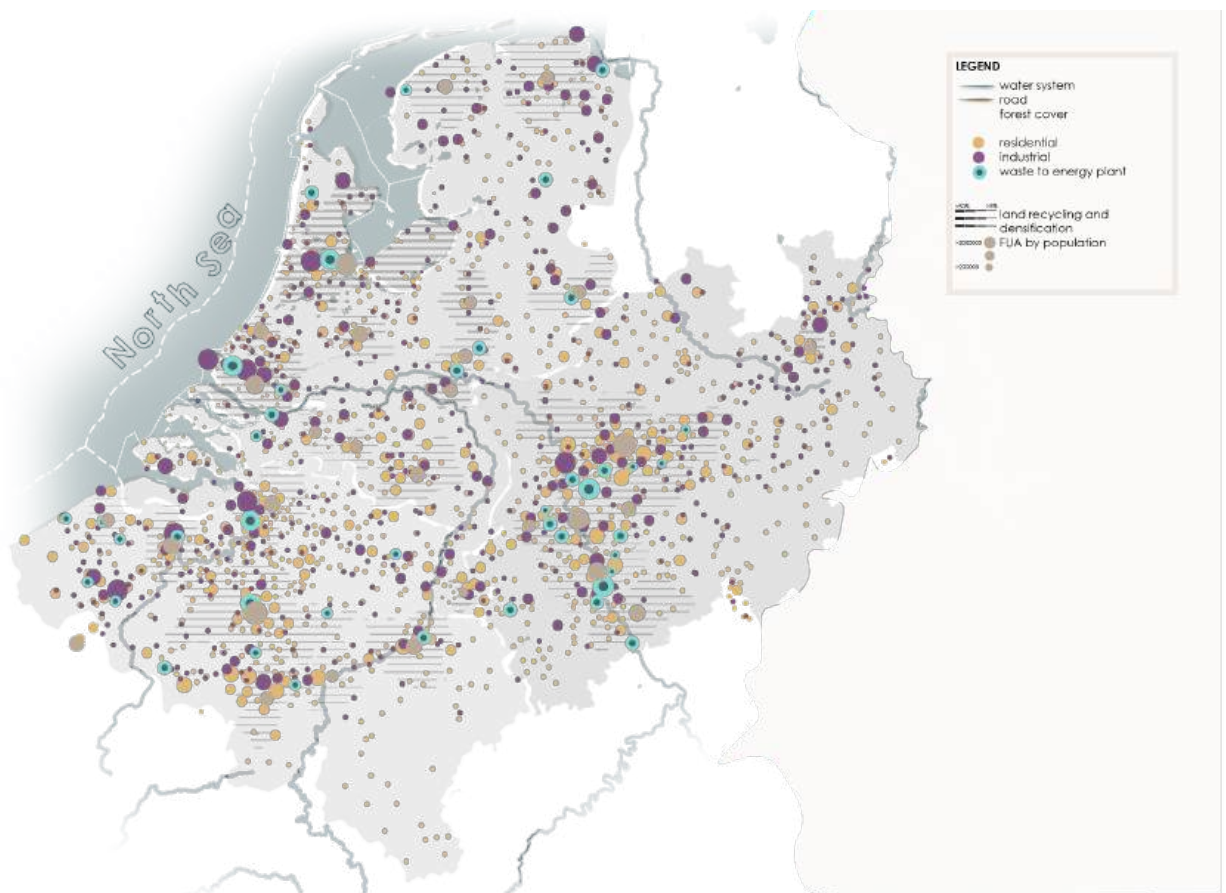 North Sea
LEGEND
water system
road
forest cover
residential
industrial
waste to energy plant
land recycling and
densification
FUA by population